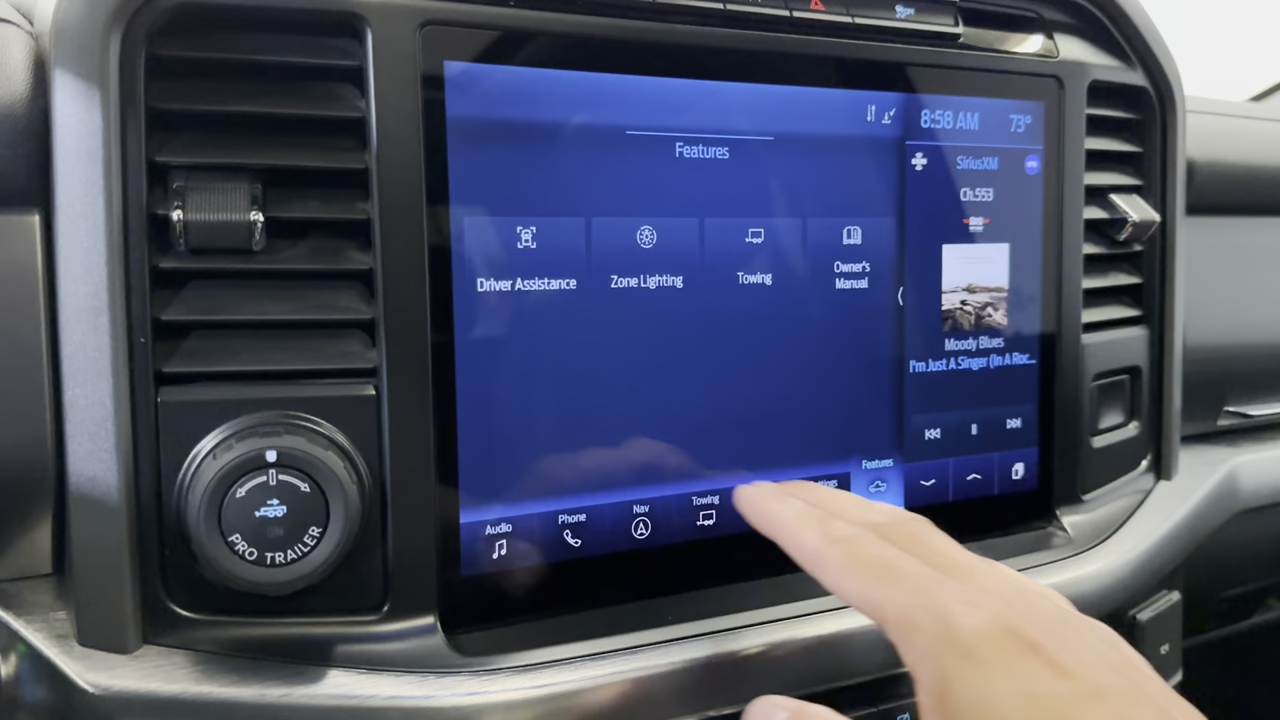 OFF
8:58 AM 73°
Features
SiriusXM
Ch.553
Driver Assistance
Zone Lighting
Towing
Owner's
Manual
Moody Blues
I'm Just A Singer (In A Roc...
Features
Audio
Phone
Nav
Towing
PRO TRAILER